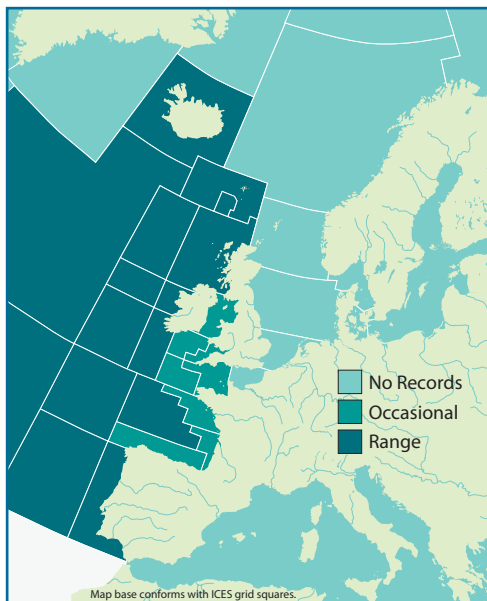 No Records
Occasional
Range
Map base conforms with ICES grid squares.